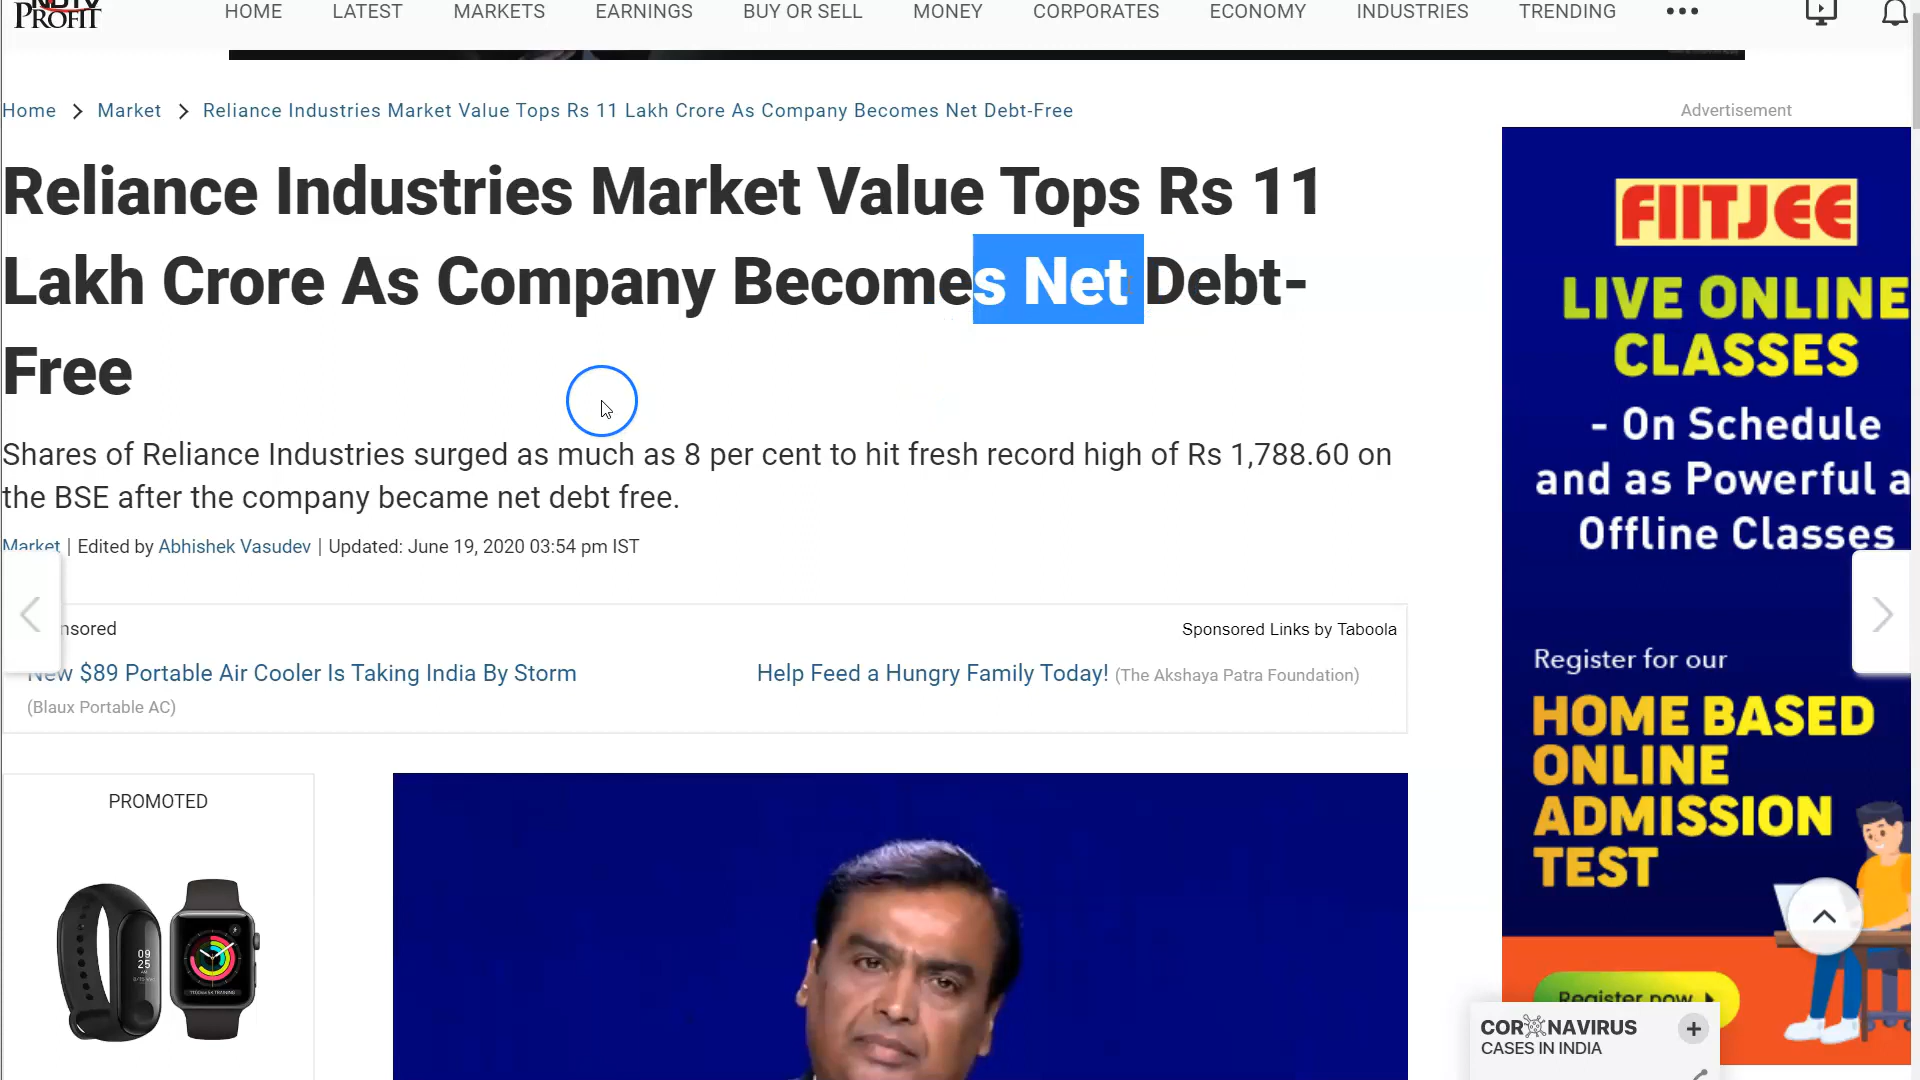 NDTV
PROFIT
HOME LATEST MARKETS EARNINGS BUY OR SELL MONEY CORPORATES ECONOMY INDUSTRIES TRENDING
Home Market Reliance Industries Market Value Tops Rs 11 Lakh Crore As Company Becomes Net Debt-Free
Advertisement
Reliance Industries Market Value Tops Rs 11
Lakh Crore As Company Becomes Net Debt-
Free
Shares of Reliance Industries surged as much as 8 per cent to hit fresh record high of Rs 1,788.60 on
the BSE after the company became net debt free.
Market | Edited by Abhishek Vasudev | Updated: June 19, 2020 03:54 pm IST
nsored
Sponsored Links by Taboola
New $89 Portable Air Cooler Is Taking India By Storm
(Blaux Portable AC)
Help Feed a Hungry Family Today! (The Akshaya Patra Foundation)
PROMOTED
09
25
FIITJEE
LIVE ONLINE
CLASSES
- On Schedule
and as Powerful a
Offline Classes
Register for our
HOME BASED
ONLINE
ADMISSION
TEST
Register now
CORONAVIRUS
CASES IN INDIA